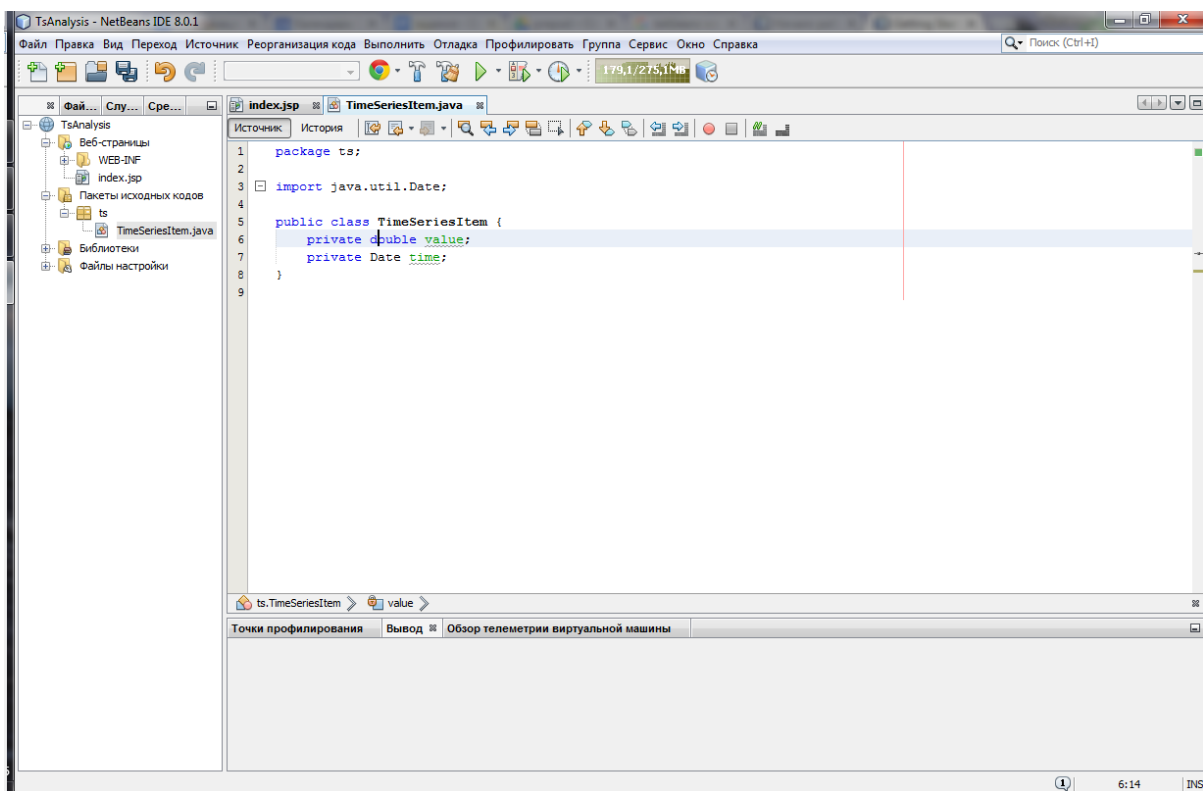 TsAnalysis - NetBeans IDE 8.0.1
Файл Правка Вид Переход Источник Реорганизация кода Выполнить Отладка Профилировать Группа Сервис Окно Справка
Поиск (Ctrl+I)
179,1/275,1MB
Фай... Слу... Сре...
index.jsp TimeSeriesItem.java
TsAnalysis
Веб-страницы
WEB-INF
index.jsp
Пакеты исходных кодов
ts
TimeSeriesItem.java
Библиотеки
Файлы настройки
Источник История
1 package ts;
2
3 import java.util.Date;
4
5 public class TimeSeriesItem {
6 private double value;
7 private Date time;
8 }
9
ts.TimeSeriesItem value
Точки профилирования Вывод Обзор телеметрии виртуальной машины
1 6:14 INS